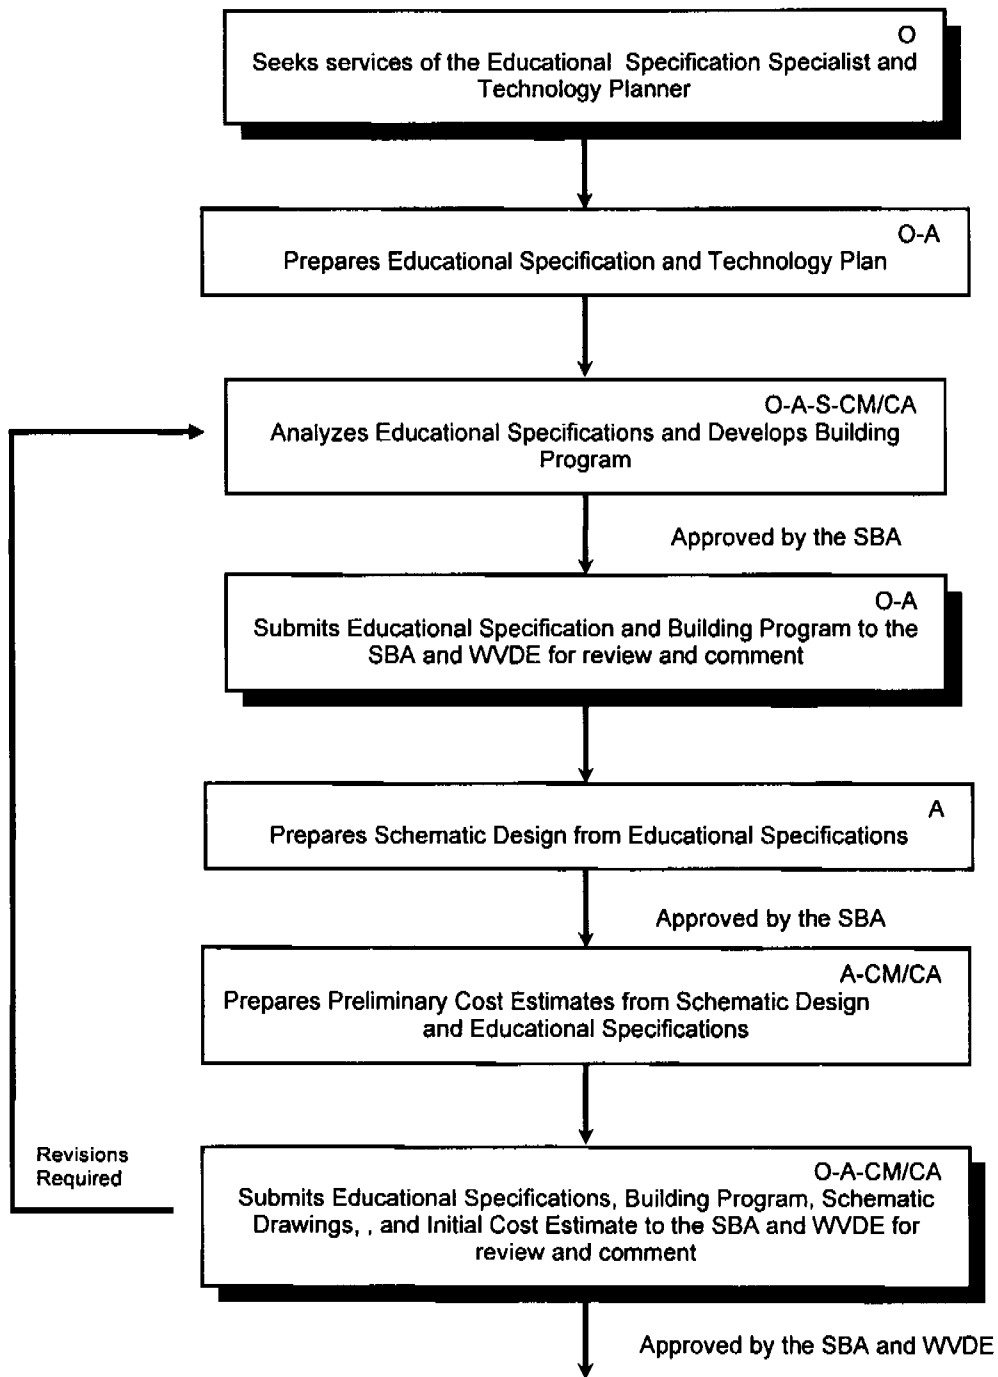 O
Seeks services of the Educational Specification Specialist and
Technology Planner
O-A
Prepares Educational Specification and Technology Plan
O-A-S-CM/CA
Analyzes Educational Specifications and Develops Building
Program
Approved by the SBA
O-A
Submits Educational Specification and Building Program to the
SBA and WVDE for review and comment
A
Prepares Schematic Design from Educational Specifications
Approved by the SBA
A-CM/CA
Prepares Preliminary Cost Estimates from Schematic Design
and Educational Specifications
Revisions
Required
O-A-CM/CA
Submits Educational Specifications, Building Program, Schematic
Drawings, , and Initial Cost Estimate to the SBA and WVDE for
review and comment
Approved by the SBA and WVDE